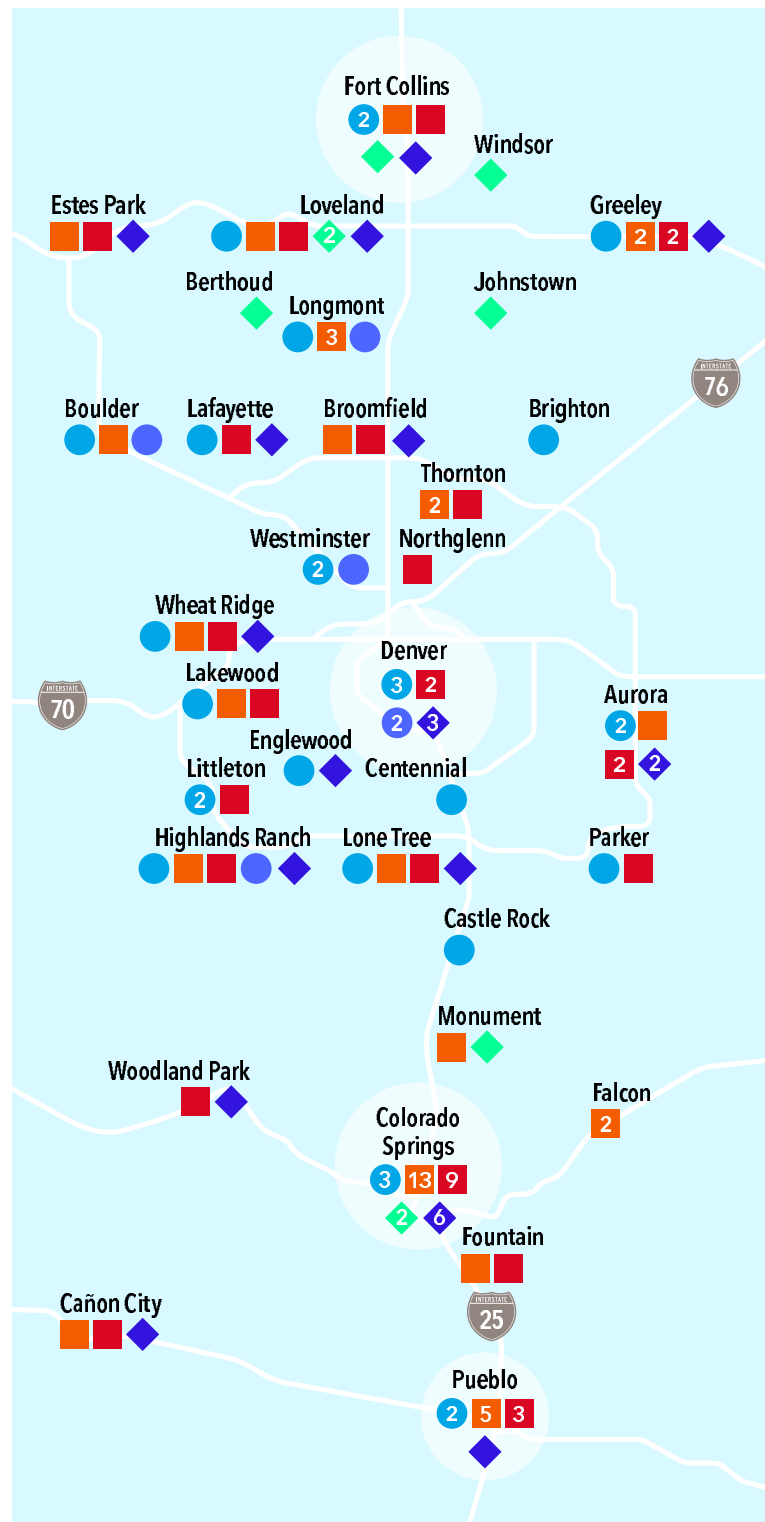 Fort Collins
2
Windsor
Estes Park
Loveland
2
Greeley
2 2
Berthoud
Johnstown
Longmont
3
INTERSTATE
76
Boulder
Lafayette
Broomfield
Brighton
Thornton
2
Westminster
2
Northglenn
Wheat Ridge
Denver
3 2
2 3
Lakewood
INTERSTATE
70
Aurora
2
2 2
Englewood
Littleton
2
Centennial
Highlands Ranch
Lone Tree
Parker
Castle Rock
Monument
Woodland Park
Falcon
2
Colorado
Springs
3 13 9
2 6
Fountain
INTERSTATE
25
Cañon City
Pueblo
2 5 3